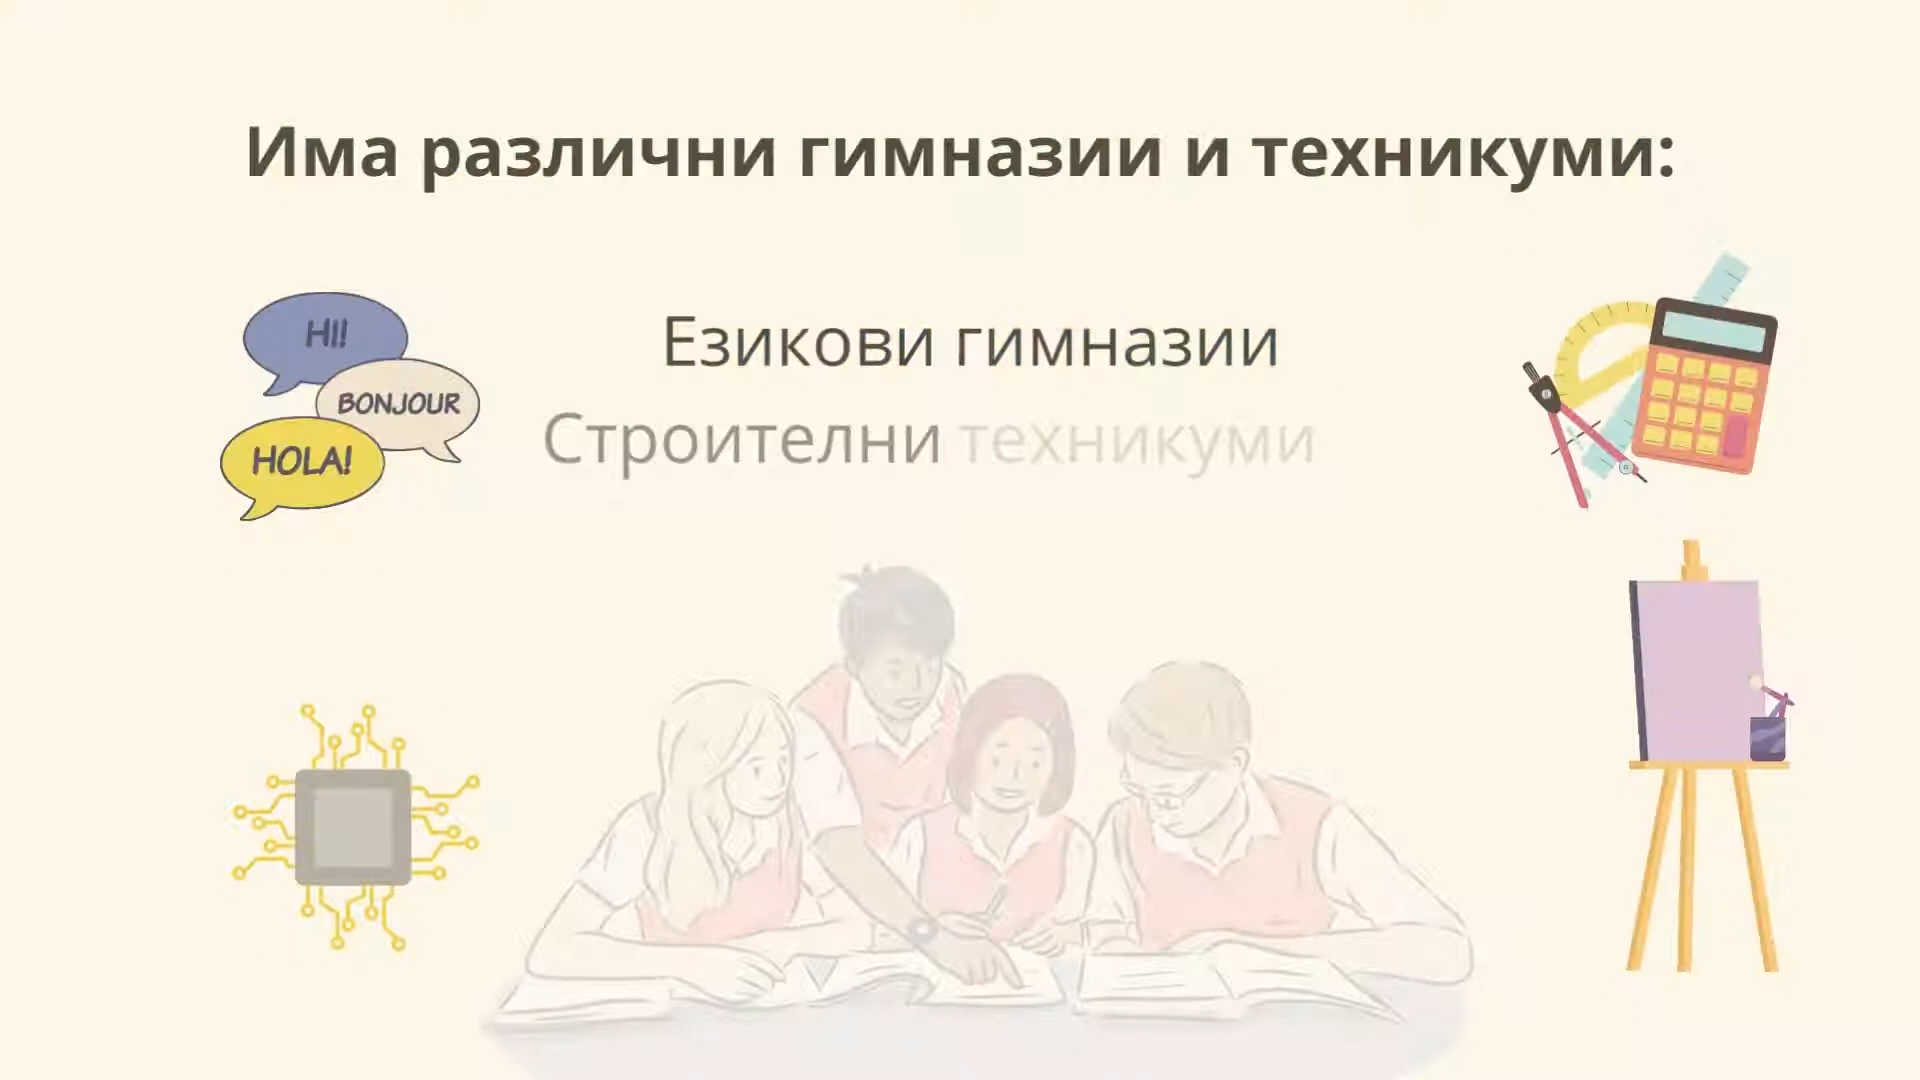 Има различни гимназии и техникуми:
Езикови гимназии
Строителни техникуми
HI!
BONJOUR
HOLA!